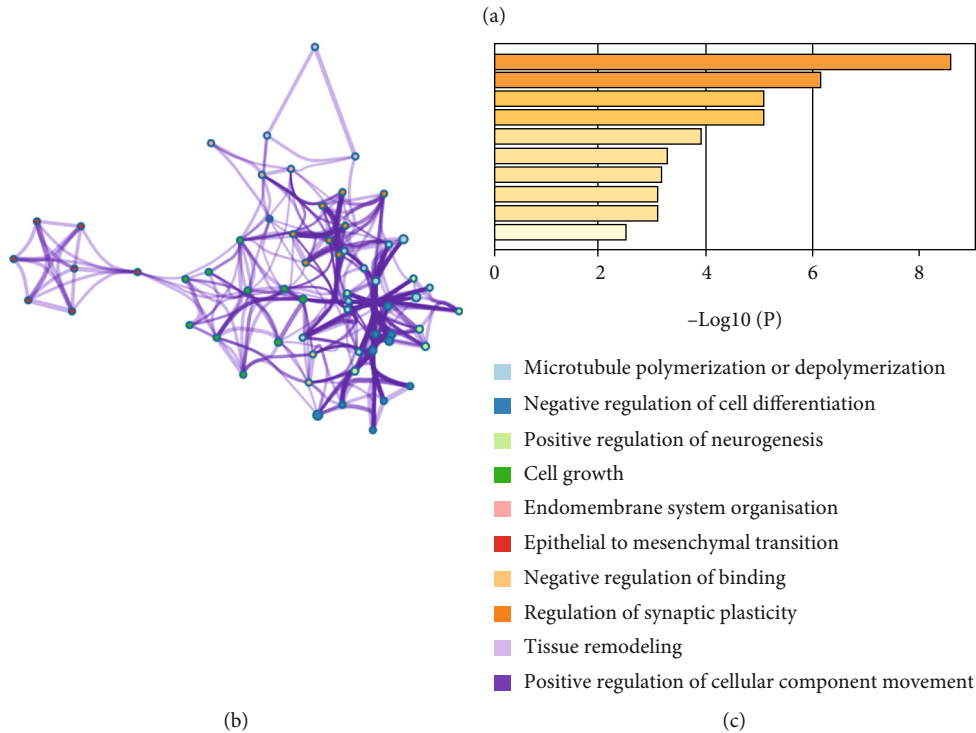 (a)
0
2
4
6
8
–Log10 (P)
Microtubule polymerization or depolymerization
Negative regulation of cell differentiation
Positive regulation of neurogenesis
Cell growth
Endomembrane system organisation
Epithelial to mesenchymal transition
Negative regulation of binding
Regulation of synaptic plasticity
Tissue remodeling
Positive regulation of cellular component movement
(b)
(c)